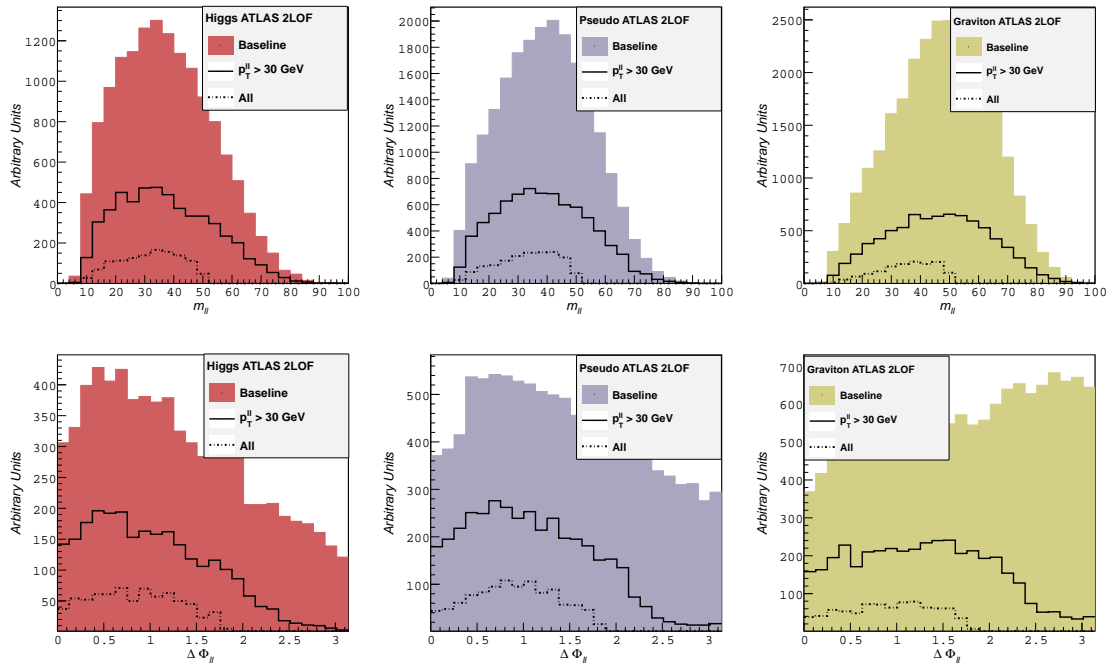 Higgs ATLAS 2LOF
Baseline
p_T^ll > 30 GeV
All
Arbitrary Units
1200
1000
800
600
400
200
0
0 10 20 30 40 50 60 70 80 90 100
m_ll
Pseudo ATLAS 2LOF
Baseline
p_T^ll > 30 GeV
All
Arbitrary Units
2000
1800
1600
1400
1200
1000
800
600
400
200
0
0 10 20 30 40 50 60 70 80 90 100
m_ll
Graviton ATLAS 2LOF
Baseline
p_T^ll > 30 GeV
All
Arbitrary Units
2500
2000
1500
1000
500
0
0 10 20 30 40 50 60 70 80 90 100
m_ll
Higgs ATLAS 2LOF
Baseline
p_T^ll > 30 GeV
All
Arbitrary Units
400
350
300
250
200
150
100
50
0 0.5 1 1.5 2 2.5 3
Δ Φ_ll
Pseudo ATLAS 2LOF
Baseline
p_T^ll > 30 GeV
All
Arbitrary Units
500
400
300
200
100
0 0.5 1 1.5 2 2.5 3
Δ Φ_ll
Graviton ATLAS 2LOF
Baseline
p_T^ll > 30 GeV
All
Arbitrary Units
700
600
500
400
300
200
100
0 0.5 1 1.5 2 2.5 3
Δ Φ_ll